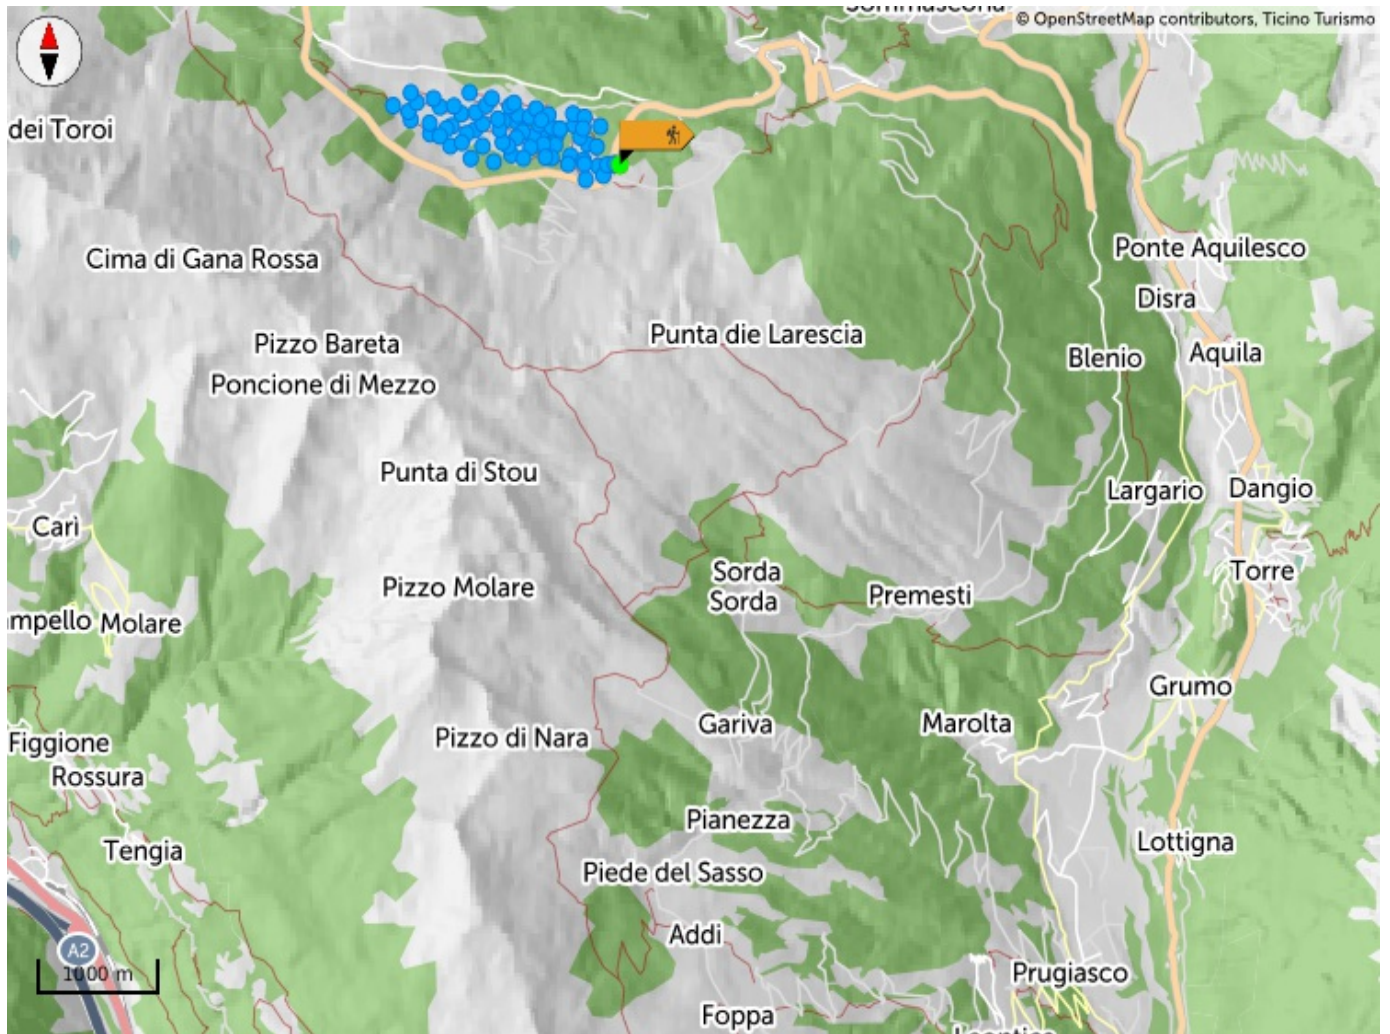 Sommascona
© OpenStreetMap contributors, Ticino Turismo
dei Toroi
Ponte Aquilesco
Cima di Gana Rossa
Disra
Punta die Larescia
Pizzo Bareta
Blenio
Aquila
Poncione di Mezzo
Punta di Stou
Largario
Dangio
Carì
Sorda
Torre
Pizzo Molare
Sorda
Premesti
mpello
Molare
Grumo
Gariva
Marolta
Pizzo di Nara
Figgione
Rossura
Pianezza
Lottigna
Tengia
Piede del Sasso
Addi
A2
1000 m
Prugiasco
Foppa